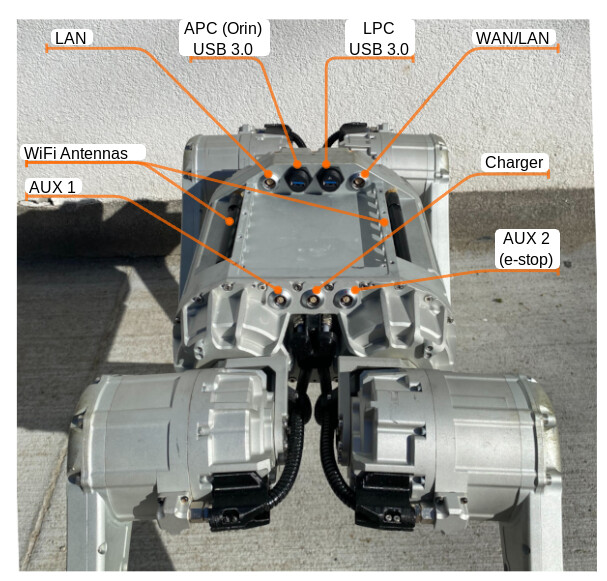 LAN
APC (Orin)
USB 3.0
LPC
USB 3.0
WAN/LAN
WiFi Antennas
Charger
AUX 1
AUX 2
(e-stop)